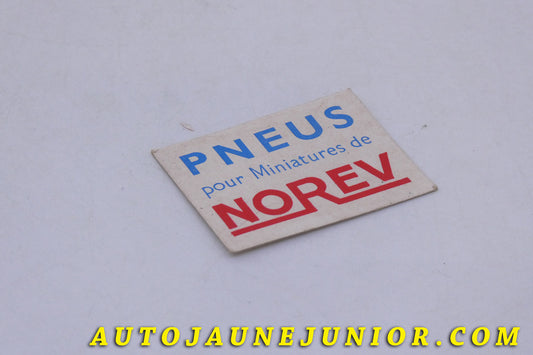 PNEUS
pour Miniatures de
NOREV
AUTOJAUNEJUNIOR.COM